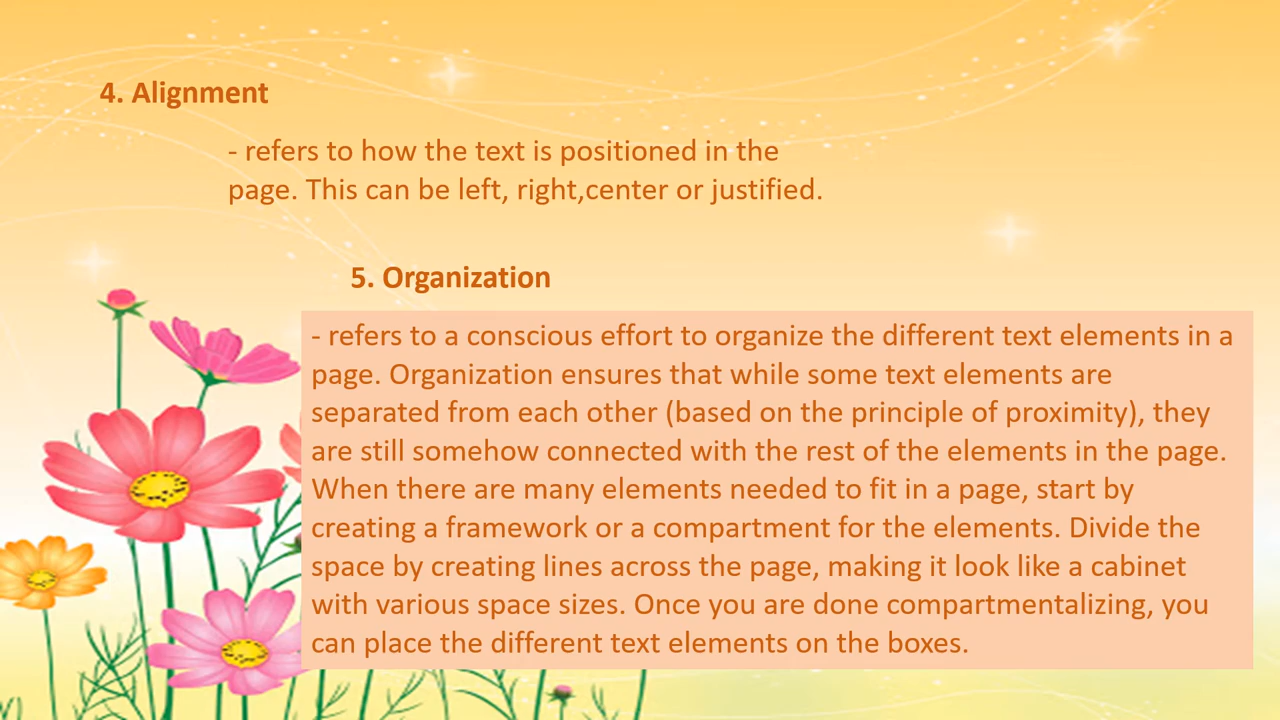 4. Alignment
- refers to how the text is positioned in the
page. This can be left, right,center or justified.
5. Organization
- refers to a conscious effort to organize the different text elements in a
page. Organization ensures that while some text elements are
separated from each other (based on the principle of proximity), they
are still somehow connected with the rest of the elements in the page.
When there are many elements needed to fit in a page, start by
creating a framework or a compartment for the elements. Divide the
space by creating lines across the page, making it look like a cabinet
with various space sizes. Once you are done compartmentalizing, you
can place the different text elements on the boxes.